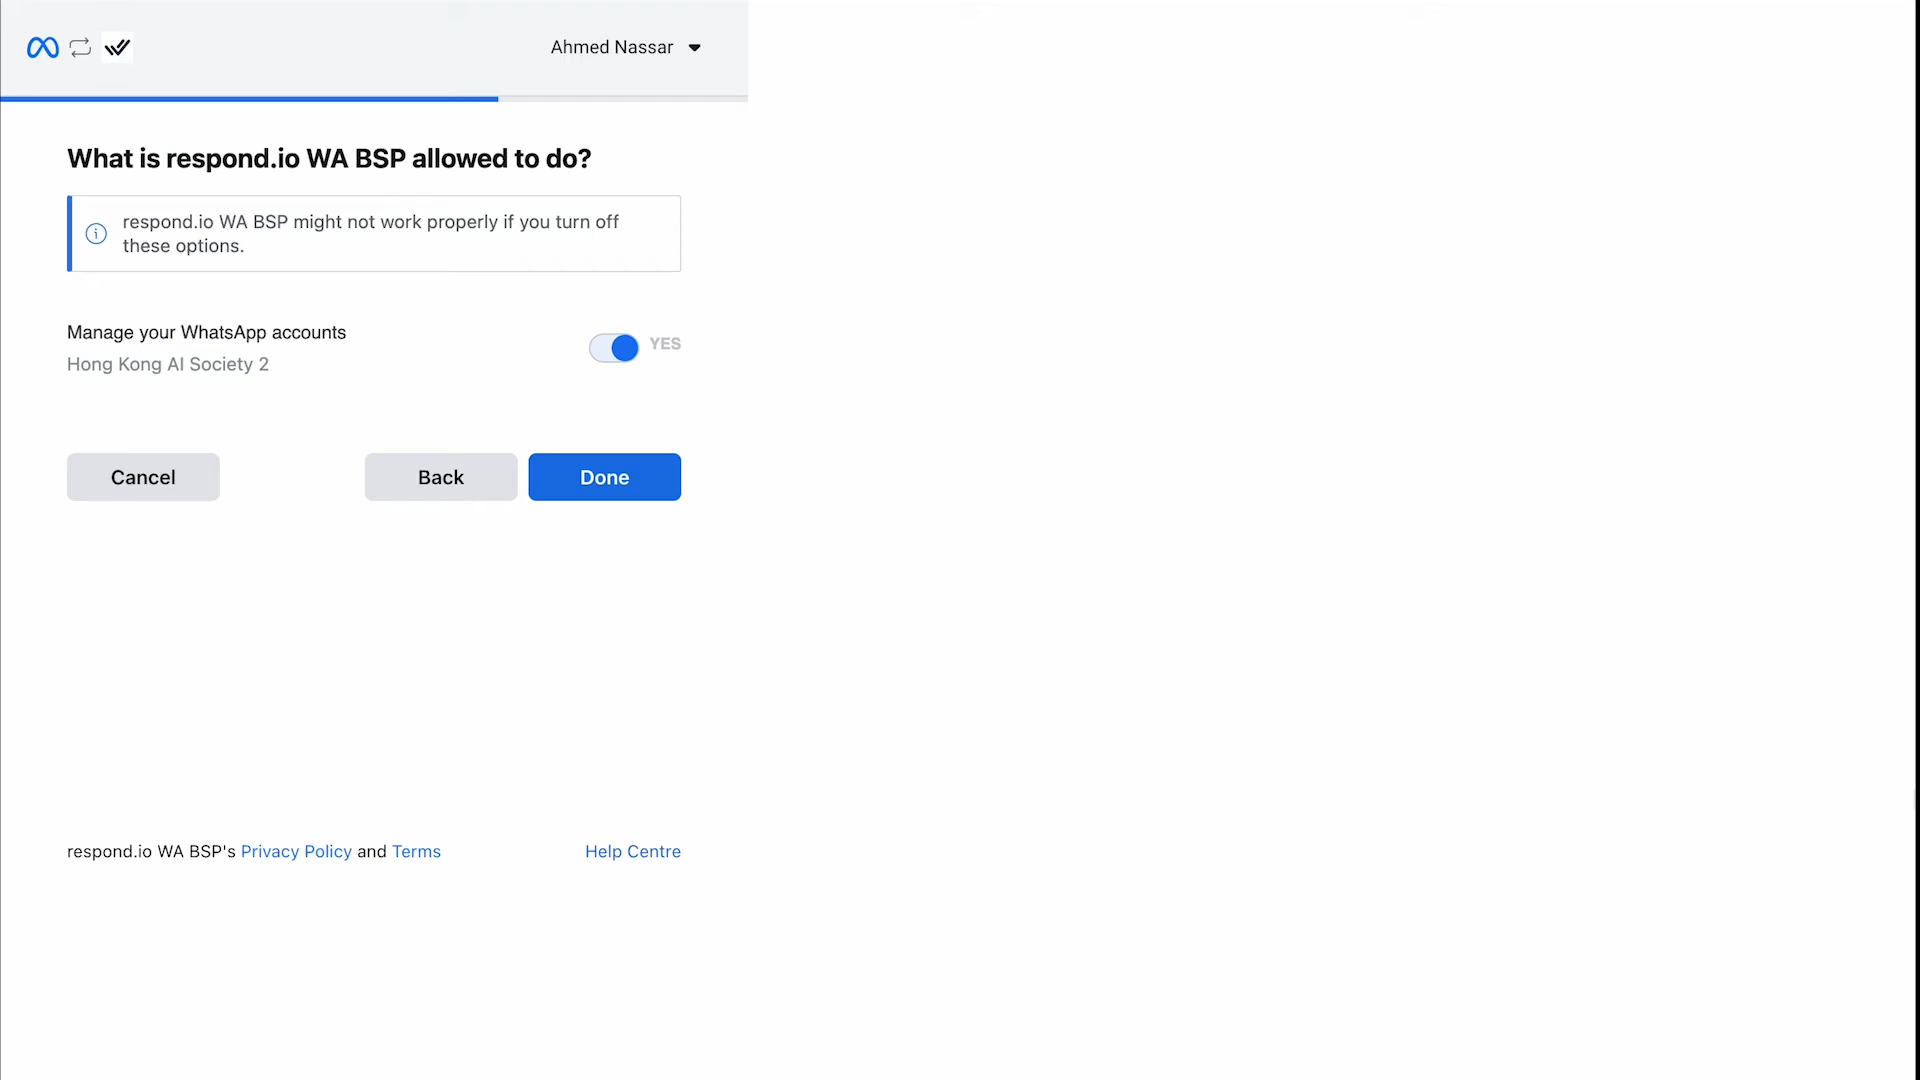 Ahmed Nassar
What is respond.io WA BSP allowed to do?
respond.io WA BSP might not work properly if you turn off
these options.
Manage your WhatsApp accounts
YES
Hong Kong AI Society 2
Cancel
Back
Done
respond.io WA BSP's Privacy Policy and Terms
Help Centre